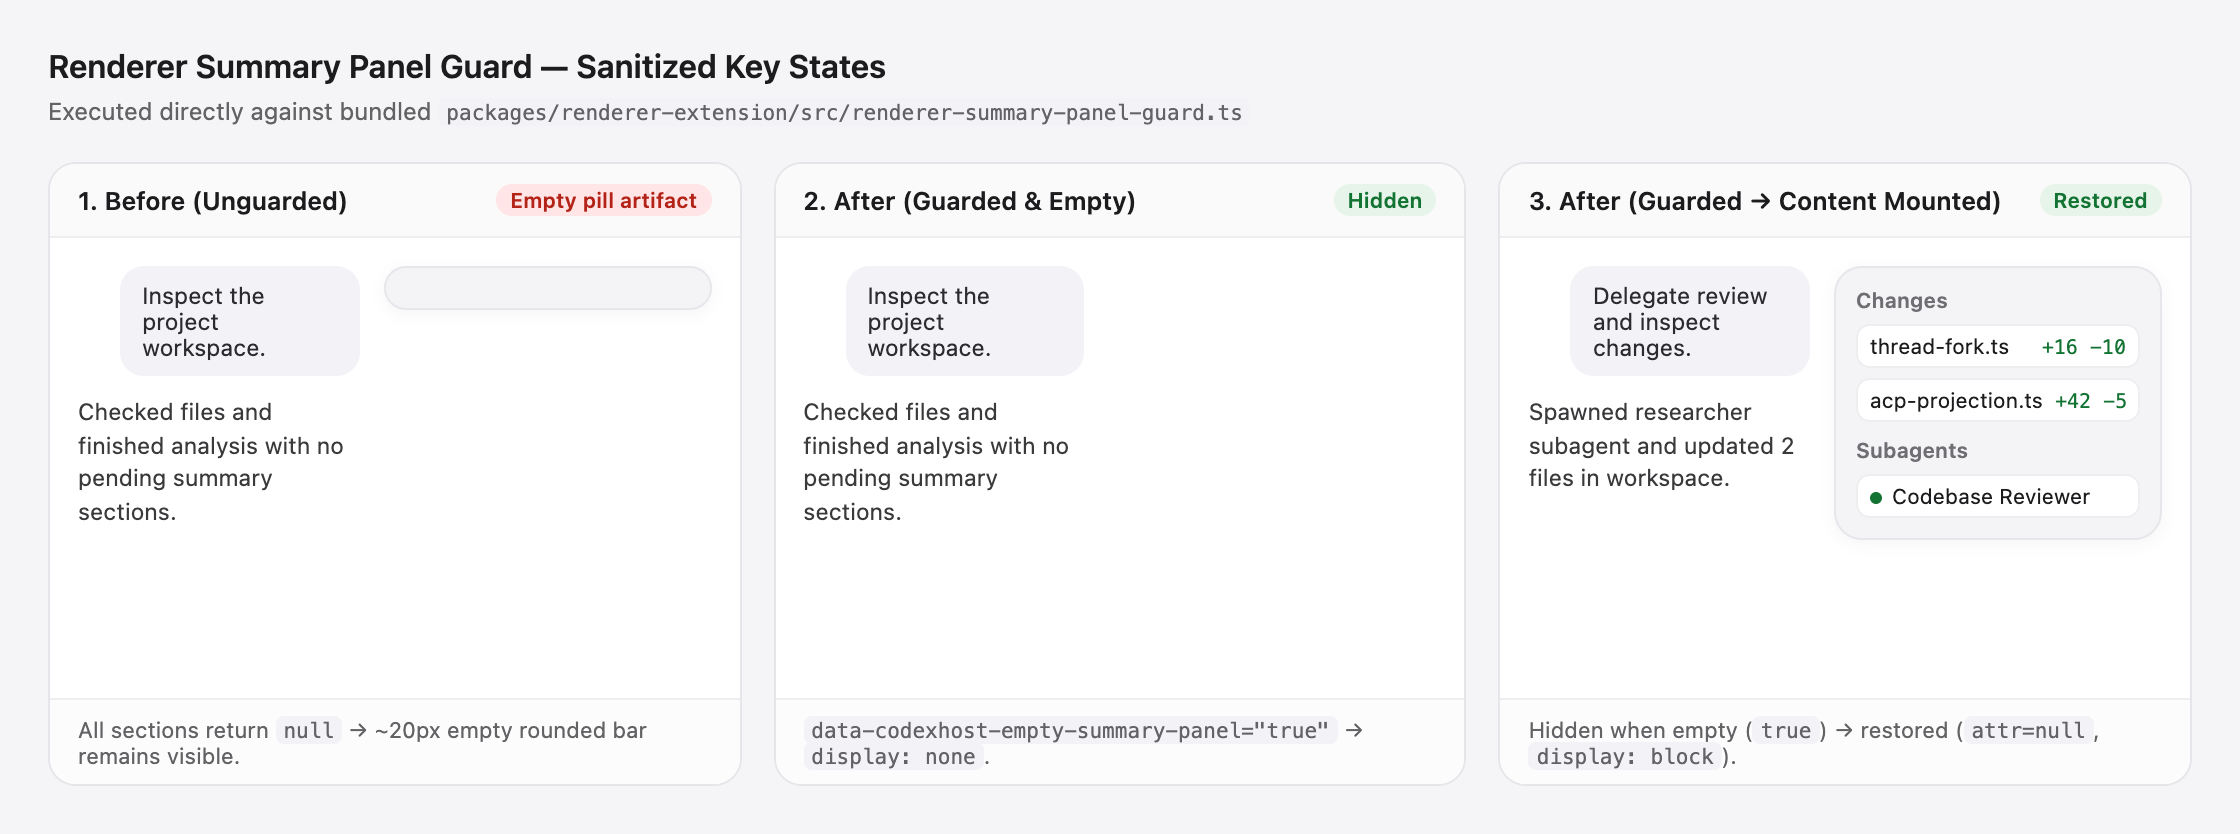 Renderer Summary Panel Guard — Sanitized Key States
Executed directly against bundled packages/renderer-extension/src/renderer-summary-panel-guard.ts
1. Before (Unguarded)
Empty pill artifact
Inspect the
project
workspace.
Checked files and
finished analysis with no
pending summary
sections.
All sections return null → ~20px empty rounded bar
remains visible.
2. After (Guarded & Empty)
Hidden
Inspect the
project
workspace.
Checked files and
finished analysis with no
pending summary
sections.
data-codexhost-empty-summary-panel="true" →
display: none.
3. After (Guarded → Content Mounted)
Restored
Delegate review
and inspect
changes.
Spawned researcher
subagent and updated 2
files in workspace.
Changes
thread-fork.ts +16 −10
acp-projection.ts +42 −5
Subagents
Codebase Reviewer
Hidden when empty (true) → restored (attr=null,
display: block).